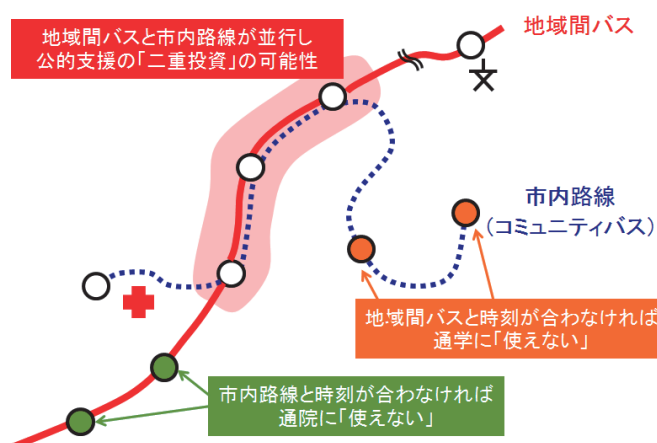 地域間バスと市内路線が並行し
公的支援の「二重投資」の可能性
地域間バス
市内路線
(コミュニティバス)
地域間バスと時刻が合わなければ
通学に「使えない」
市内路線と時刻が合わなければ
通院に「使えない」